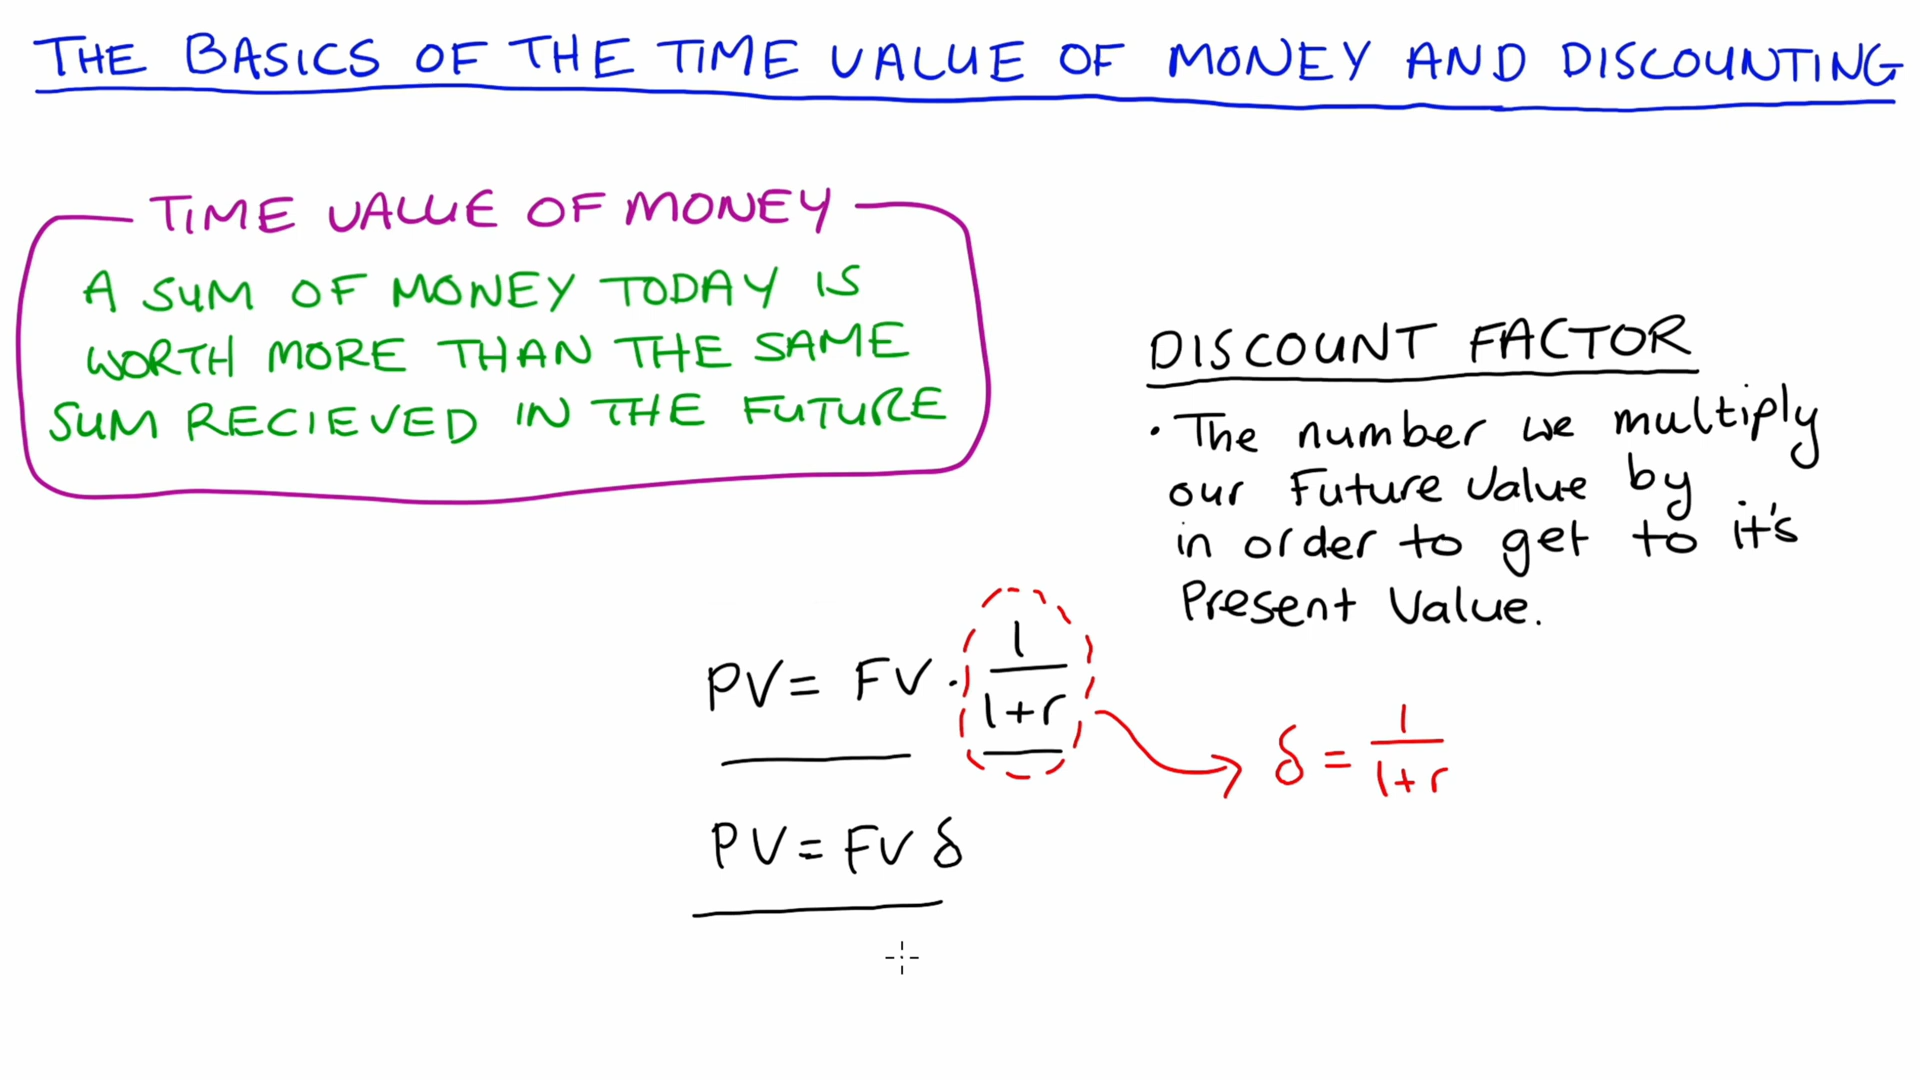 THE BASICS OF THE TIME VALUE OF MONEY AND DISCOUNTING
TIME VALUE OF MONEY
A SUM OF MONEY TODAY IS
WORTH MORE THAN THE SAME
SUM RECIEVED IN THE FUTURE
DISCOUNT FACTOR
• The number we multiply
our Future Value by
in order to get to it's
Present Value.
PV = FV · 1/(1+r)
δ = 1/(1+r)
PV = FV δ